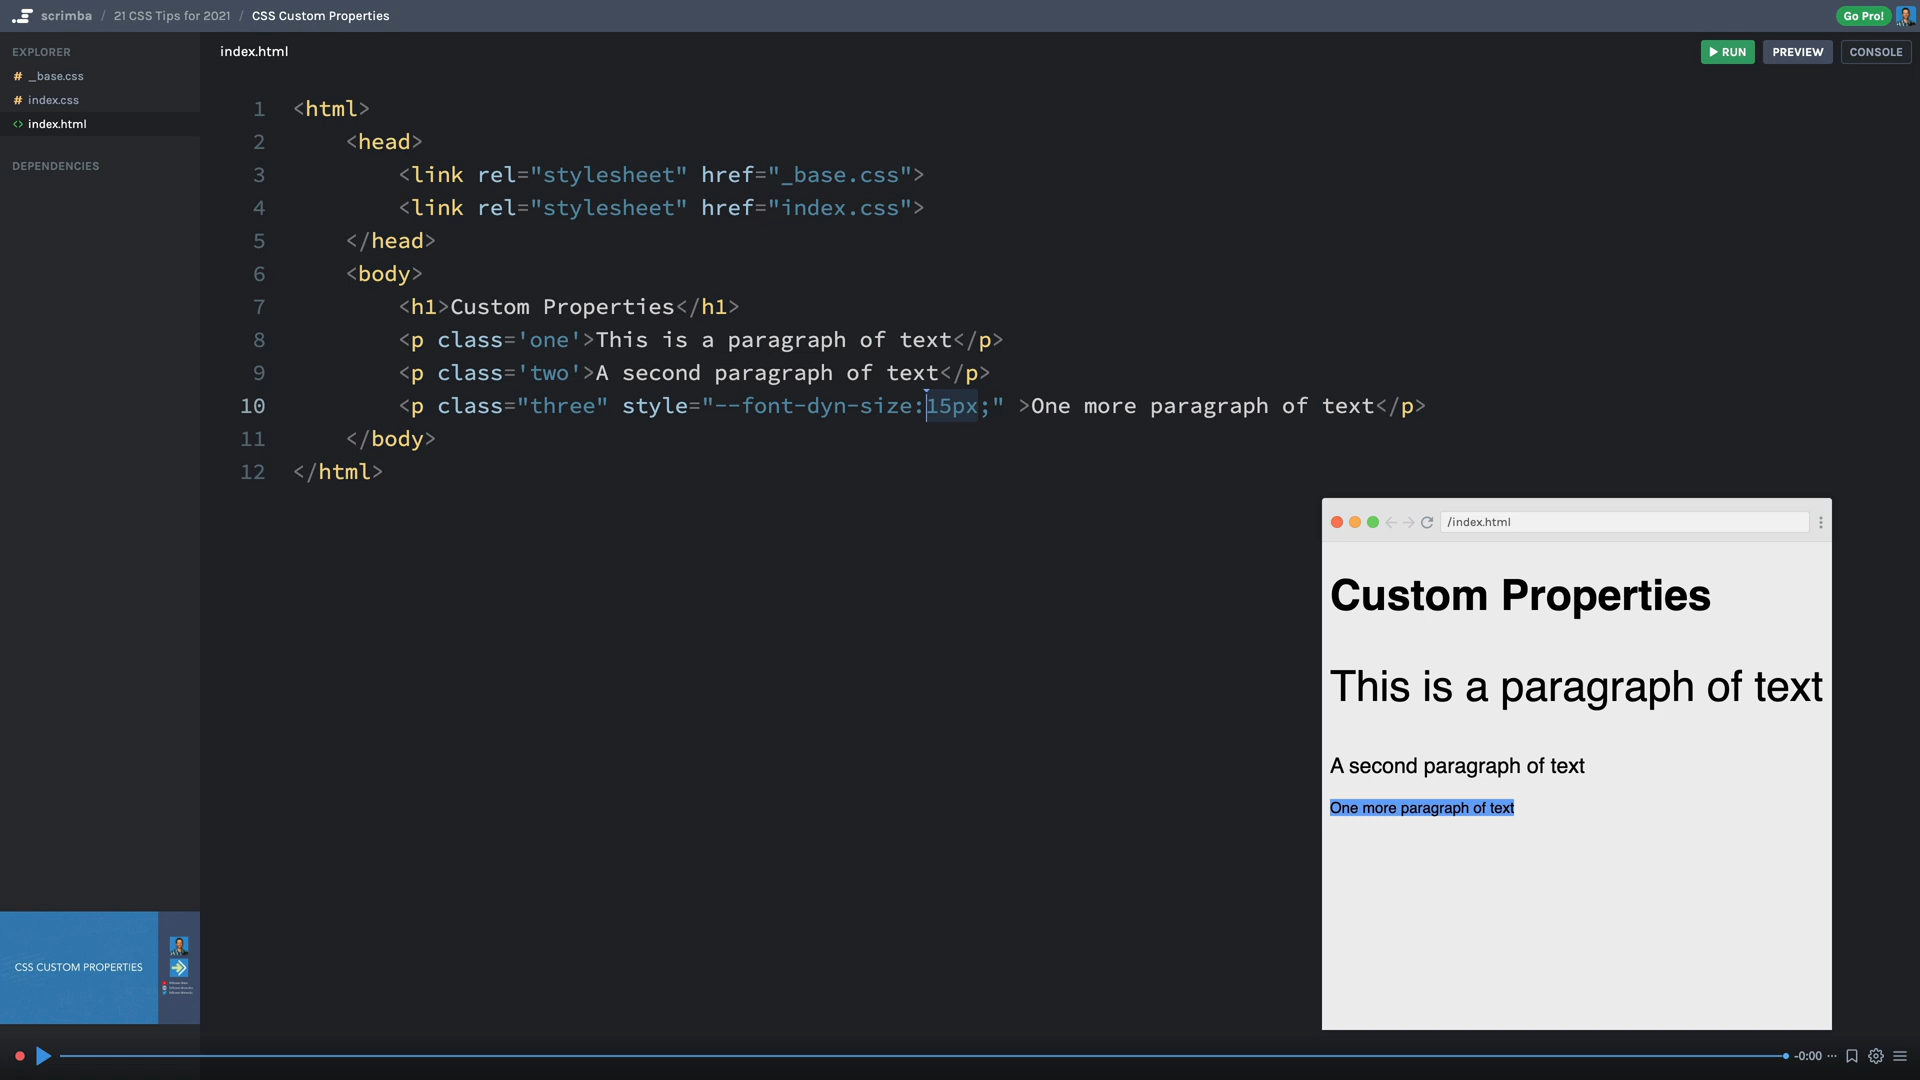 scrimba / 21 CSS Tips for 2021 / CSS Custom Properties
Go Pro!
EXPLORER
# _base.css
# index.css
<> index.html
DEPENDENCIES
index.html
RUN
PREVIEW
CONSOLE
1 <html>
2 <head>
3 <link rel="stylesheet" href="_base.css">
4 <link rel="stylesheet" href="index.css">
5 </head>
6 <body>
7 <h1>Custom Properties</h1>
8 <p class='one'>This is a paragraph of text</p>
9 <p class='two'>A second paragraph of text</p>
10 <p class="three" style="--font-dyn-size:15px;" >One more paragraph of text</p>
11 </body>
12 </html>
/index.html
Custom Properties
This is a paragraph of text
A second paragraph of text
One more paragraph of text
CSS CUSTOM PROPERTIES
-0:00